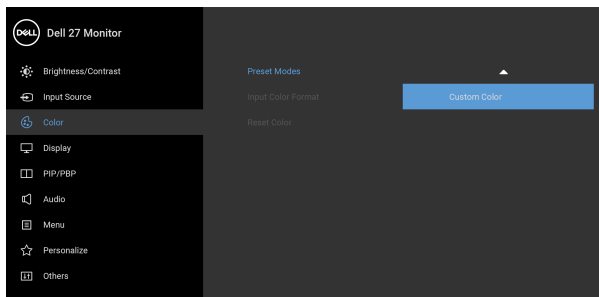 DELL Dell 27 Monitor
Brightness/Contrast
Input Source
Color
Display
PIP/PBP
Audio
Menu
Personalize
Others
Preset Modes
Input Color Format
Custom Color
Reset Color